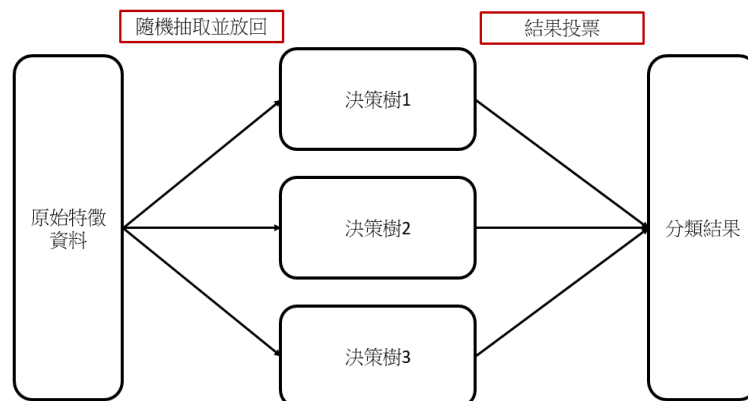 隨機抽取並放回
結果投票
原始特徵
資料
決策樹1
決策樹2
決策樹3
分類結果